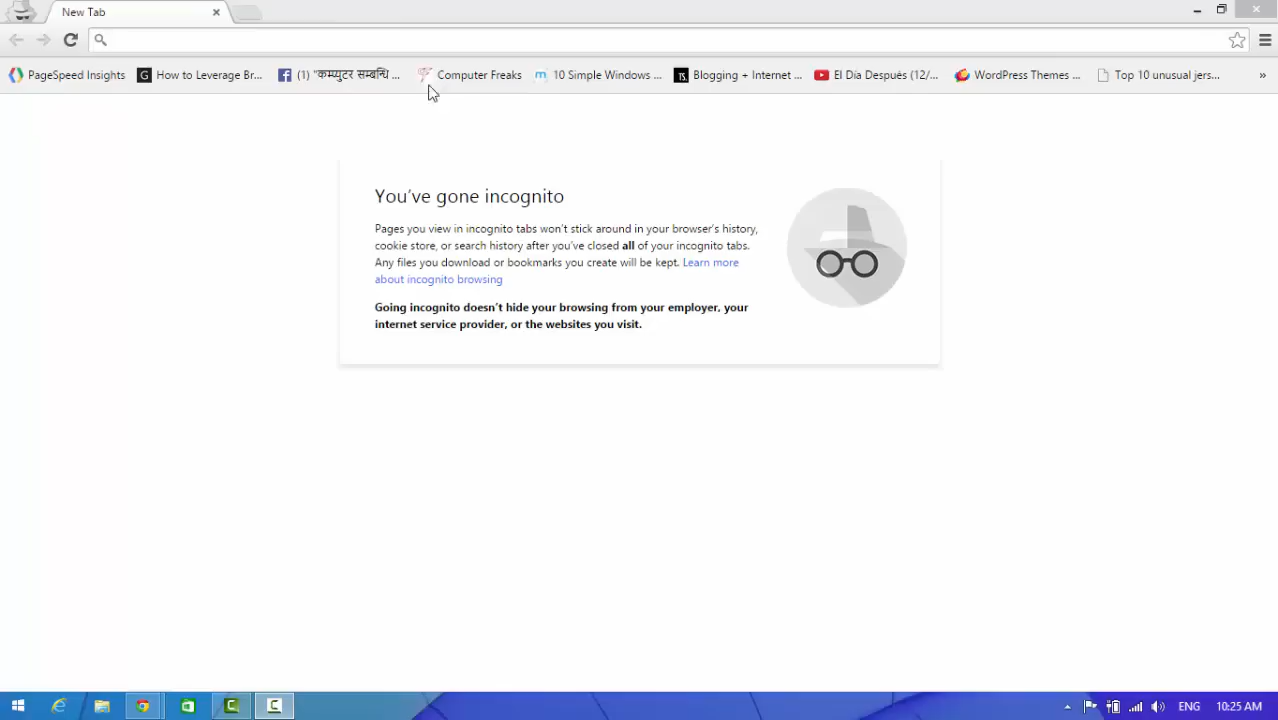 New Tab
PageSpeed Insights
How to Leverage Br...
(1) "कम्प्युटर सम्बन्धि ...
Computer Freaks
10 Simple Windows ...
Blogging + Internet ...
El Día Después (12/...
WordPress Themes ...
Top 10 unusual jers...
»
You've gone incognito
Pages you view in incognito tabs won't stick around in your browser's history,
cookie store, or search history after you've closed all of your incognito tabs.
Any files you download or bookmarks you create will be kept. Learn more
about incognito browsing
Going incognito doesn't hide your browsing from your employer, your
internet service provider, or the websites you visit.
ENG
10:25 AM